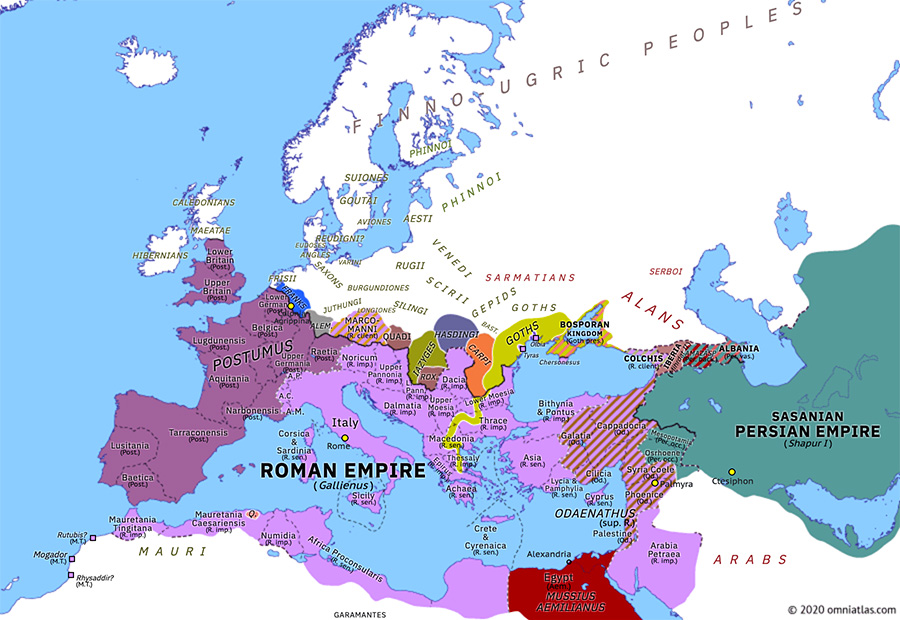 FINNO-UGRIC PEOPLES
PHINNOI
SUIONES
PHINNOI
GOUTAI
CALEDONIANS
AVIONES
AESTI
MAEATAE
REUDIGNI?
EUDOSES
HIBERNIANS
Lower
Britain
(Post.)
ANGLES
VARINI
VENEDI
RUGII
SAXONS
SARMATIANS
SERBOI
FRISII
Upper
Britain
(Post.)
FRANKS
BURGUNDIONES
SCIRII
GEPIDS
ALANS
Lower
Germany
(Post.)
Agrippina
JUTHUNGI
LONGIONES
SILINGI
GOTHS
ALEM.
MARCO-
MANNI
(R. client)
QUADI
HASDINGI
BAST.
GOTHS
BOSPORAN
KINGDOM
(Goth pres.)
Olbia
Tyras
Chersonesus
Belgica
(Post.)
Lugdunensis
(Post.)
POSTUMUS
Upper
Germany
(Post.)
Raetia
(Post.)
Noricum
(R. imp.)
IAZYGES
CARPI
COLCHIS
(R. client)
IBERIA
ALBANIA
(Per. vas.)
Aquitania
(Post.)
A.P.
Upper
Pannonia
(R. imp.)
ROX.
Dacia
(R. imp.)
A.C.
Pann.
(R. imp.)
Lower Moesia
(R. imp.)
Narbonensis
(Post.)
A.M.
Dalmatia
(R. imp.)
Upper
Moesia
(R. imp.)
Bithynia
& Pontus
(R. imp.)
SASANIAN
PERSIAN EMPIRE
(Shapur I)
Tarraconensis
(Post.)
Italy
(R. imp.)
Thrace
(R. imp.)
Cappadocia
(Od.)
Corsica
&
Sardinia
(R. sen.)
Rome
Macedonia
(R. sen.)
Galatia
(Od.)
Mesopotamia
(Per. occ.)
Lusitania
(Post.)
Thessaly
(R. imp.)
Osrhoene
(Per. occ.)
Baetica
(Post.)
ROMAN EMPIRE
(Gallienus)
Epirus
(R. imp.)
Asia
(R. sen.)
Cilicia
(Od.)
Syria Coele
(Od.)
Ctesiphon
Sicily
(R. sen.)
Achaea
(R. sen.)
Lycia &
Pamphylia
(R. sen.)
Cyprus
(R. sen.)
Palmyra
Phoenice
(Od.)
ODAENATHUS
(sup. R.)
Mauretania
Tingitana
(R. imp.)
Mauretania
Caesariensis
(R. imp.)
Q.
Numidia
(R. imp.)
Crete
&
Cyrenaica
(R. sen.)
Palestine
(Od.)
Rutubis?
(M.T.)
Mogador
(M.T.)
MAURI
Africa Proconsularis
(R. sen.)
Alexandria
Arabia
Petraea
(R. imp.)
ARABS
Rhysaddir?
(M.T.)
Egypt
(Aem.)
MUSSIUS
AEMILIANUS
GARAMANTES
© 2020 omniatlas.com